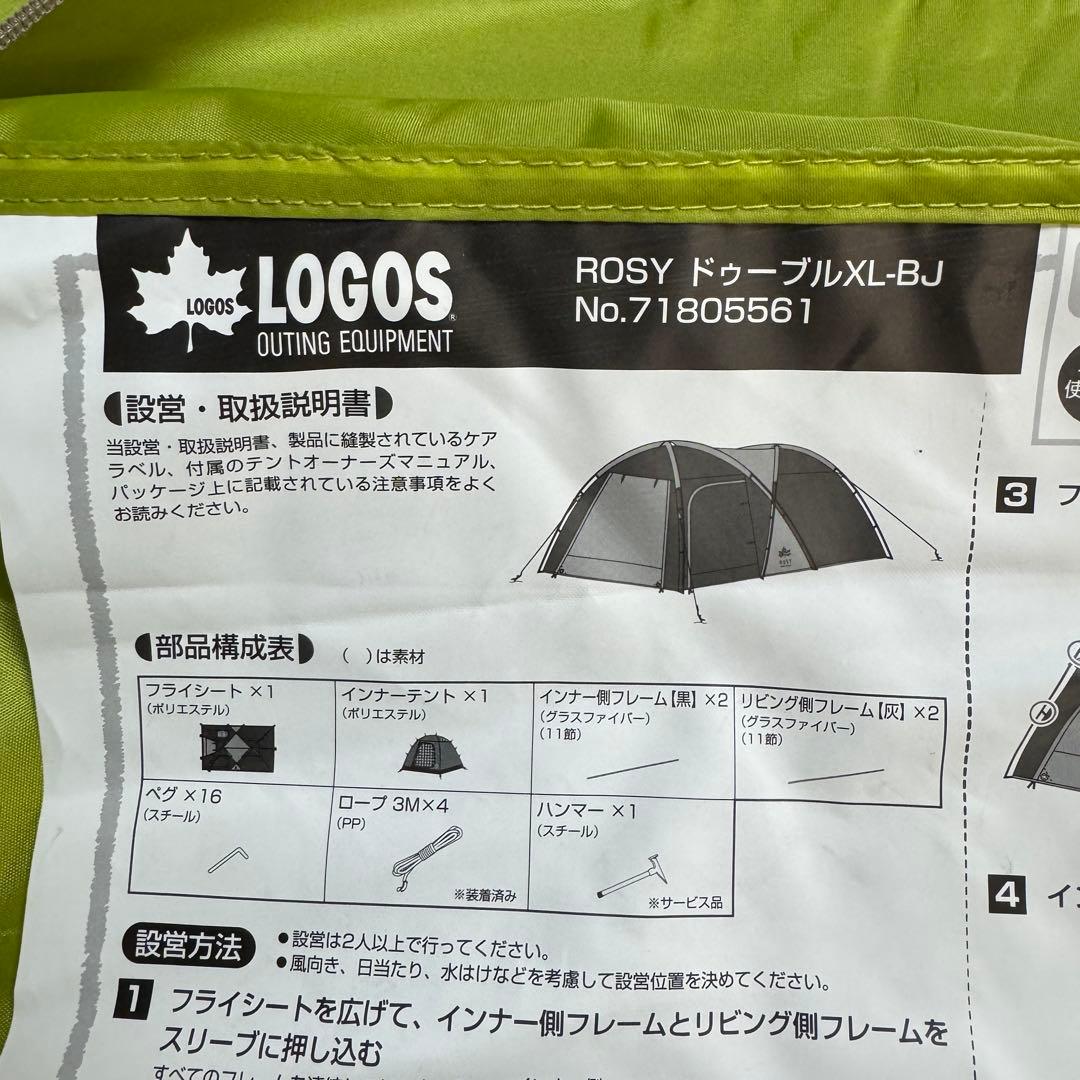 LOGOS
LOGOS®
OUTING EQUIPMENT
ROSY ドゥーブルXL-BJ
No.71805561
設営・取扱説明書
当設営・取扱説明書、製品に縫製されているケア
ラベル、付属のテントオーナーズマニュアル、
パッケージ上に記載されている注意事項をよく
お読みください。
ROSY
部品構成表
( )は素材
フライシート ×1
(ポリエステル)
インナーテント ×1
(ポリエステル)
インナー側フレーム【黒】×2
(グラスファイバー)
(11節)
リビング側フレーム【灰】×2
(グラスファイバー)
(11節)
ペグ ×16
(スチール)
ロープ 3M×4
(PP)
※装着済み
ハンマー ×1
(スチール)
※サービス品
設営方法
●設営は2人以上で行ってください。
●風向き、日当たり、水はけなどを考慮して設営位置を決めてください。
1 フライシートを広げて、インナー側フレームとリビング側フレームを
スリーブに押し込む
すべてのフレームを
使
3 フ
H
4 イ